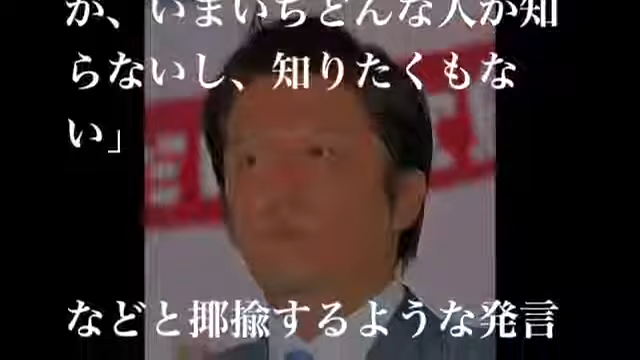 か、いまいちどんな人か知
らないし、知りたくもな
い」
などと揶揄するような発言